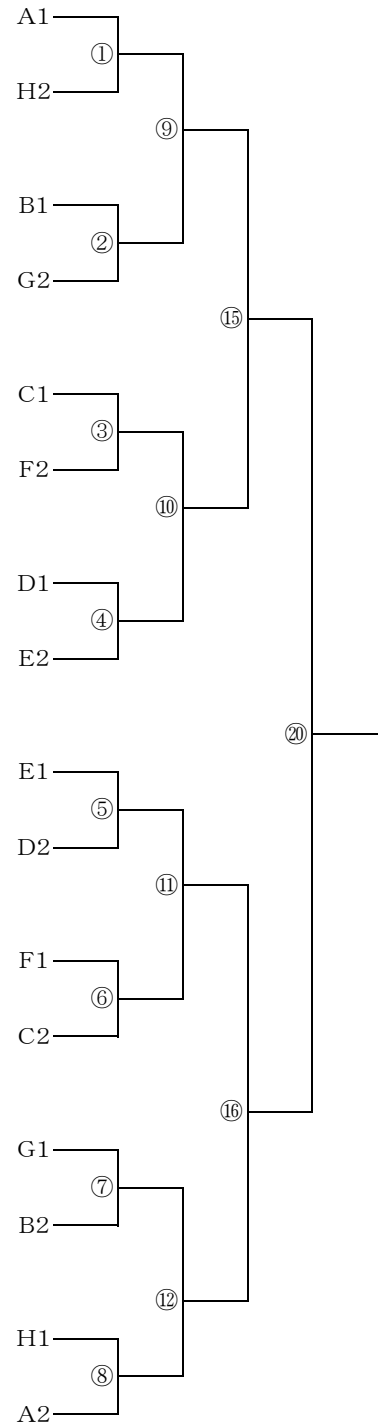 A1
①
H2
⑨
B1
②
G2
⑮
C1
③
F2
⑩
D1
④
E2
⑳
E1
⑤
D2
⑪
F1
⑥
C2
⑯
G1
⑦
B2
⑫
H1
⑧
A2